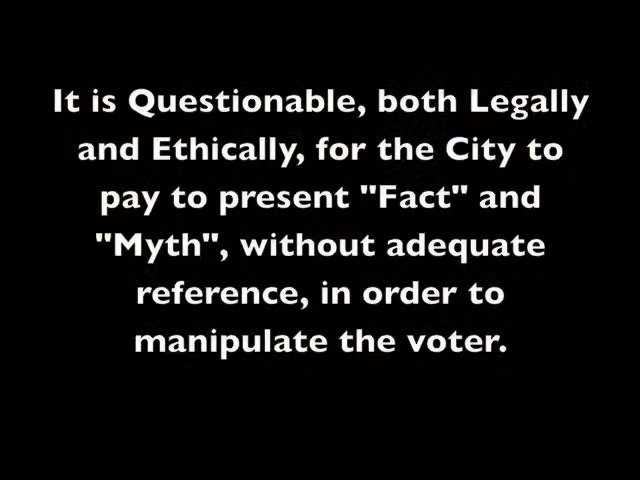 It is Questionable, both Legally
and Ethically, for the City to
pay to present "Fact" and
"Myth", without adequate
reference, in order to
manipulate the voter.